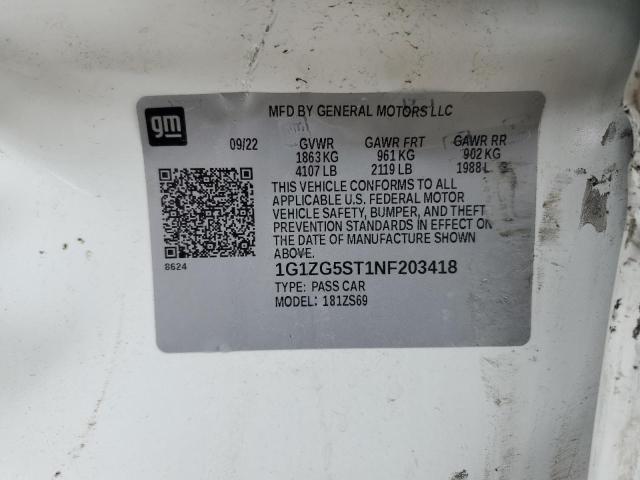 gm
MFD BY GENERAL MOTORS LLC
09/22 GVWR GAWR FRT GAWR RR
1863 KG 961 KG 902 KG
4107 LB 2119 LB 1988 L
THIS VEHICLE CONFORMS TO ALL
APPLICABLE U.S. FEDERAL MOTOR
VEHICLE SAFETY, BUMPER, AND THEFT
PREVENTION STANDARDS IN EFFECT ON
THE DATE OF MANUFACTURE SHOWN
ABOVE.
8624
1G1ZG5ST1NF203418
TYPE: PASS CAR
MODEL: 181ZS69